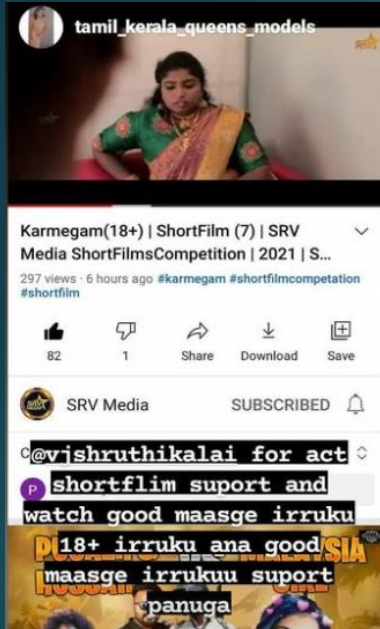 tamil_kerala_queens_models
Karmegam(18+) | ShortFilm (7) | SRV
Media ShortFilmsCompetition | 2021 | S...
297 views · 6 hours ago #karmegam #shortfilmcompetation
#shortfilm
82
1
Share
Download
Save
SRV Media
SUBSCRIBED
C
@vjshruthikalai for act
P
shortflim suport and
watch good maasge irruku
18+ irruku ana good
maasge irrukuu suport
panuga